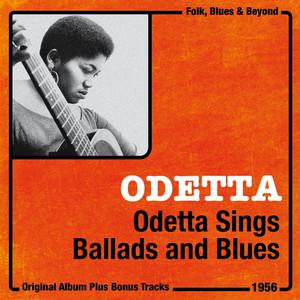 Folk, Blues & Beyond
ODETTA
Odetta Sings
Ballads and Blues
Original Album Plus Bonus Tracks 1956